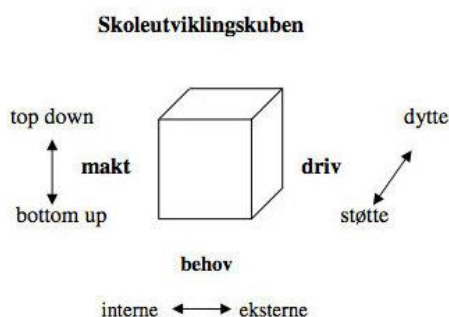 Skoleutviklingskuben
top down
dytte
makt
driv
bottom up
støtte
behov
interne eksterne